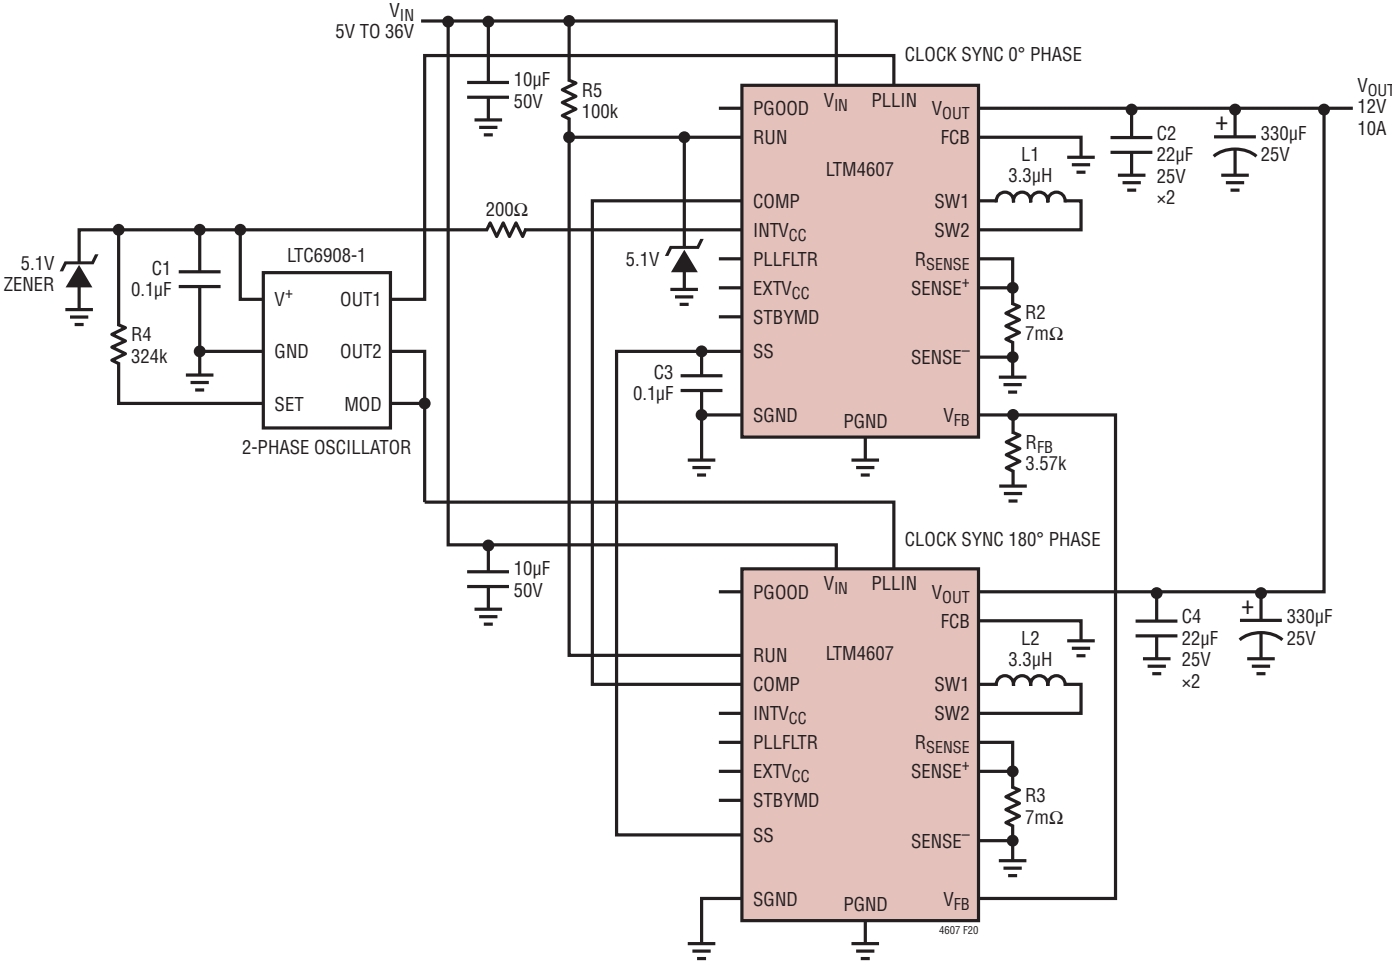 VIN
5V TO 36V
CLOCK SYNC 0° PHASE
10µF
50V
R5
100k
PGOOD
VIN
PLLIN
VOUT
VOUT
12V
10A
RUN
FCB
C2
22µF
25V
×2
+
330µF
25V
LTM4607
L1
3.3µH
COMP
SW1
200Ω
INTVCC
SW2
5.1V
ZENER
C1
0.1µF
LTC6908-1
5.1V
PLLFLTR
RSENSE
V+
OUT1
EXTVCC
SENSE+
R4
324k
STBYMD
R2
7mΩ
GND
OUT2
SS
SENSE–
C3
0.1µF
SET
MOD
SGND
PGND
VFB
2-PHASE OSCILLATOR
RFB
3.57k
CLOCK SYNC 180° PHASE
10µF
50V
PGOOD
VIN
PLLIN
VOUT
FCB
C4
22µF
25V
×2
+
330µF
25V
RUN
LTM4607
L2
3.3µH
COMP
SW1
INTVCC
SW2
PLLFLTR
RSENSE
EXTVCC
SENSE+
STBYMD
R3
7mΩ
SS
SENSE–
SGND
PGND
VFB
4607 F20